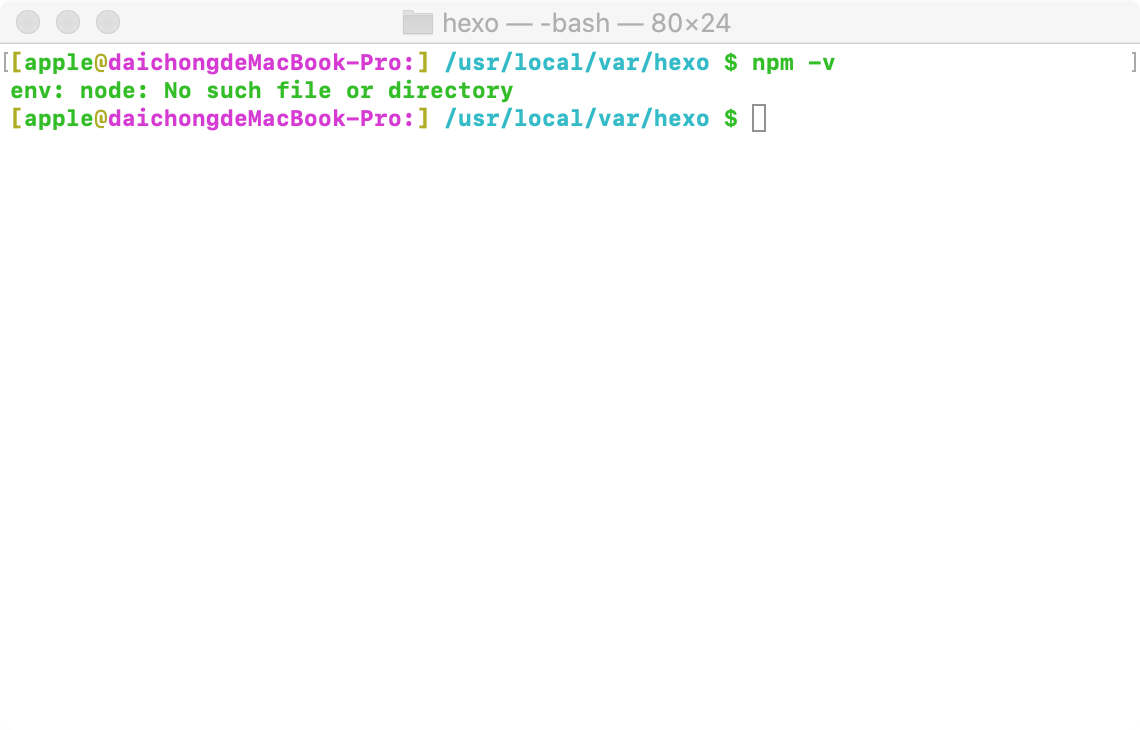 hexo — -bash — 80×24
[[apple@daichongdeMacBook-Pro:] /usr/local/var/hexo $ npm -v ]
env: node: No such file or directory
[apple@daichongdeMacBook-Pro:] /usr/local/var/hexo $